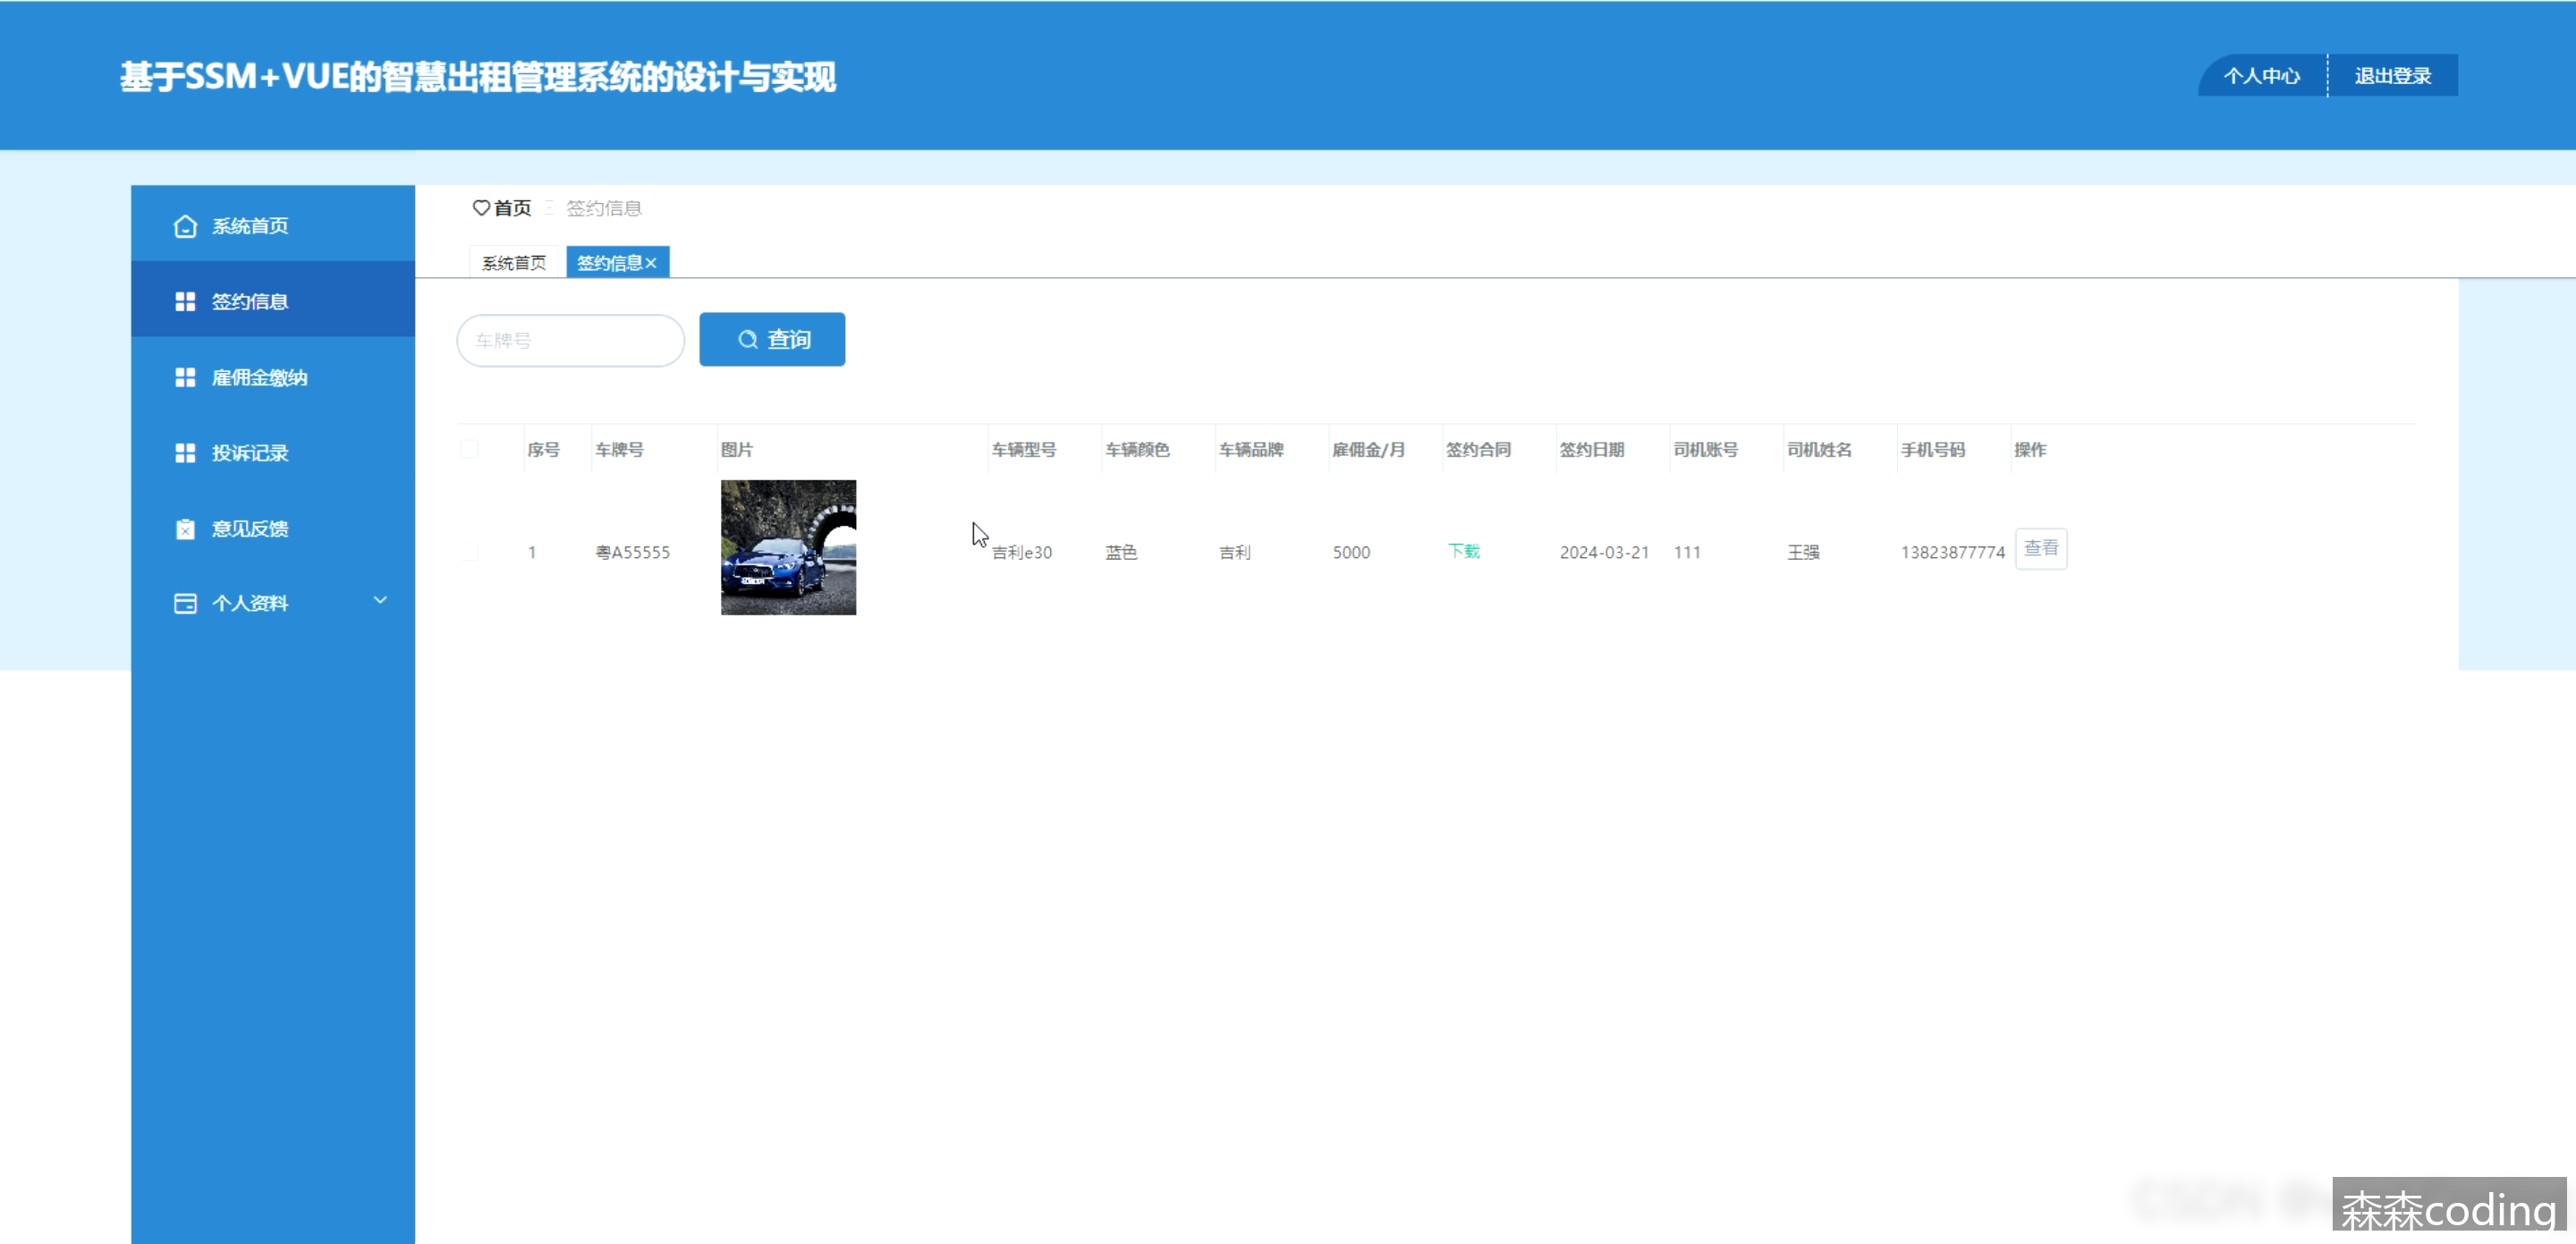 基于SSM+VUE的智慧出租管理系统的设计与实现
个人中心 退出登录
系统首页
签约信息
雇佣金缴纳
投诉记录
意见反馈
个人资料
首页 签约信息
系统首页 签约信息
车牌号 查询
序号 车牌号 图片 车辆型号 车辆颜色 车辆品牌 雇佣金/月 签约合同 签约日期 司机账号 司机姓名 手机号码 操作
1 粤A55555 吉利e30 蓝色 吉利 5000 下载 2024-03-21 111 王强 13823877774 查看
森森coding